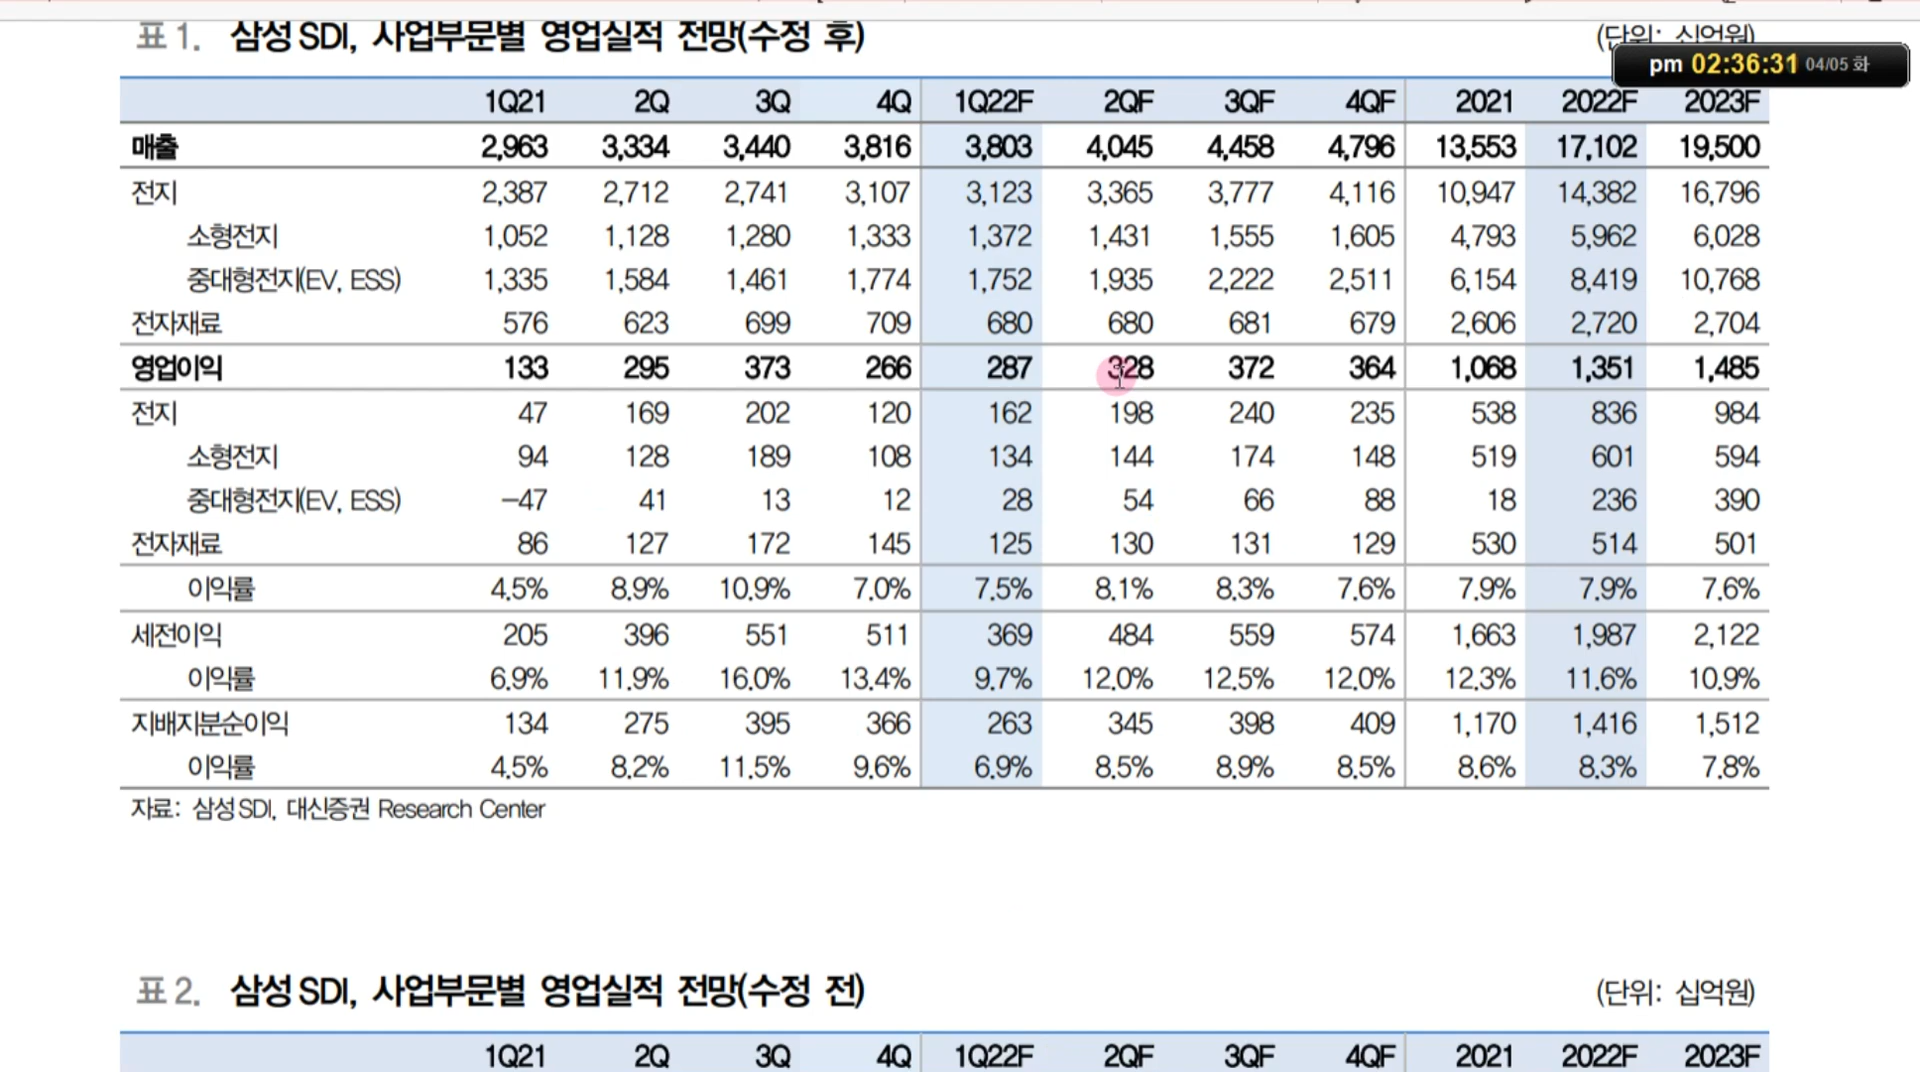 표 1. 삼성 SDI, 사업부문별 영업실적 전망(수정 후) (단위: 십억원)
pm 02:36:31 04/05 화
1Q21 2Q 3Q 4Q 1Q22F 2QF 3QF 4QF 2021 2022F 2023F
매출 2,963 3,334 3,440 3,816 3,803 4,045 4,458 4,796 13,553 17,102 19,500
전지 2,387 2,712 2,741 3,107 3,123 3,365 3,777 4,116 10,947 14,382 16,796
소형전지 1,052 1,128 1,280 1,333 1,372 1,431 1,555 1,605 4,793 5,962 6,028
중대형전지(EV, ESS) 1,335 1,584 1,461 1,774 1,752 1,935 2,222 2,511 6,154 8,419 10,768
전자재료 576 623 699 709 680 680 681 679 2,606 2,720 2,704
영업이익 133 295 373 266 287 328 372 364 1,068 1,351 1,485
전지 47 169 202 120 162 198 240 235 538 836 984
소형전지 94 128 189 108 134 144 174 148 519 601 594
중대형전지(EV, ESS) –47 41 13 12 28 54 66 88 18 236 390
전자재료 86 127 172 145 125 130 131 129 530 514 501
이익률 4.5% 8.9% 10.9% 7.0% 7.5% 8.1% 8.3% 7.6% 7.9% 7.9% 7.6%
세전이익 205 396 551 511 369 484 559 574 1,663 1,987 2,122
이익률 6.9% 11.9% 16.0% 13.4% 9.7% 12.0% 12.5% 12.0% 12.3% 11.6% 10.9%
지배지분순이익 134 275 395 366 263 345 398 409 1,170 1,416 1,512
이익률 4.5% 8.2% 11.5% 9.6% 6.9% 8.5% 8.9% 8.5% 8.6% 8.3% 7.8%
자료: 삼성 SDI, 대신증권 Research Center
표 2. 삼성 SDI, 사업부문별 영업실적 전망(수정 전) (단위: 십억원)
1Q21 2Q 3Q 4Q 1Q22F 2QF 3QF 4QF 2021 2022F 2023F